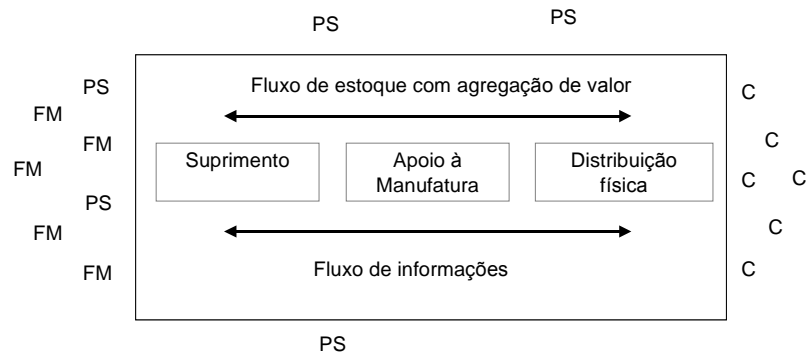 PS
PS
PS
Fluxo de estoque com agregação de valor
C
FM
FM
C
Suprimento
Apoio à
Manufatura
Distribuição
física
FM
C
C
PS
FM
C
FM
Fluxo de informações
C
PS